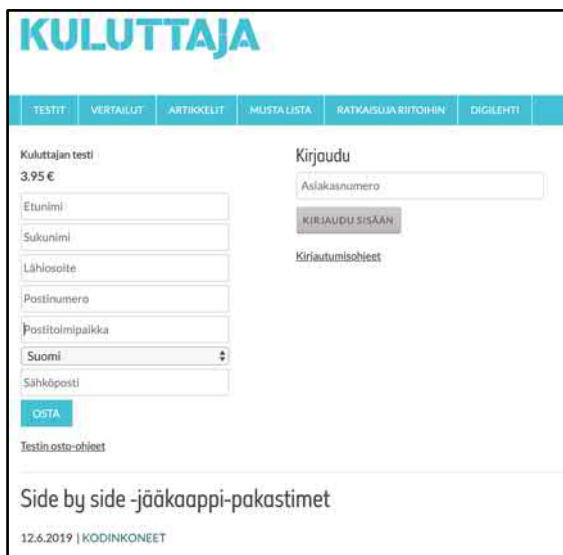 KULUTTAJA
TESTIT VERTAILUT ARTIKKELIT MUSTA LISTA RATKAISUJA RIITOIHIN DIGILEHTI
Kuluttajan testi
3.95 €
Etunimi
Sukunimi
Lähiosoite
Postinumero
Postitoimipaikka
Suomi
Sähköposti
OSTA
Testin osto-ohjeet
Kirjaudu
Asiakasnumero
KIRJAUDU SISÄÄN
Kirjautumisohjeet
Side by side -jääkaappi-pakastimet
12.6.2019 | KODINKONEET